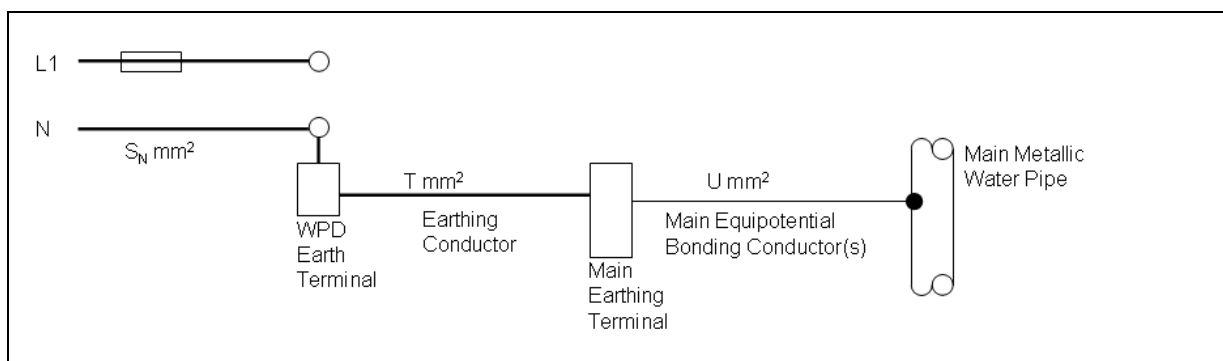 L1
N
S_N mm²
WPD
Earth
Terminal
T mm²
Earthing
Conductor
Main
Earthing
Terminal
U mm²
Main Equipotential
Bonding Conductor(s)
Main Metallic
Water Pipe